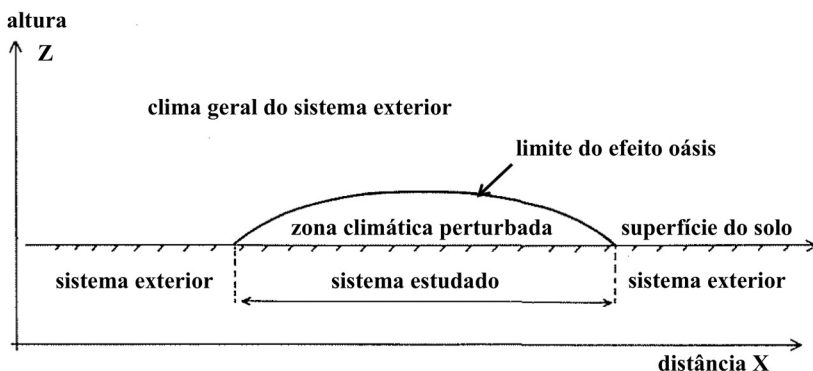 altura
Z
clima geral do sistema exterior
limite do efeito oásis
zona climática perturbada
superfície do solo
sistema exterior
sistema estudado
sistema exterior
distância X